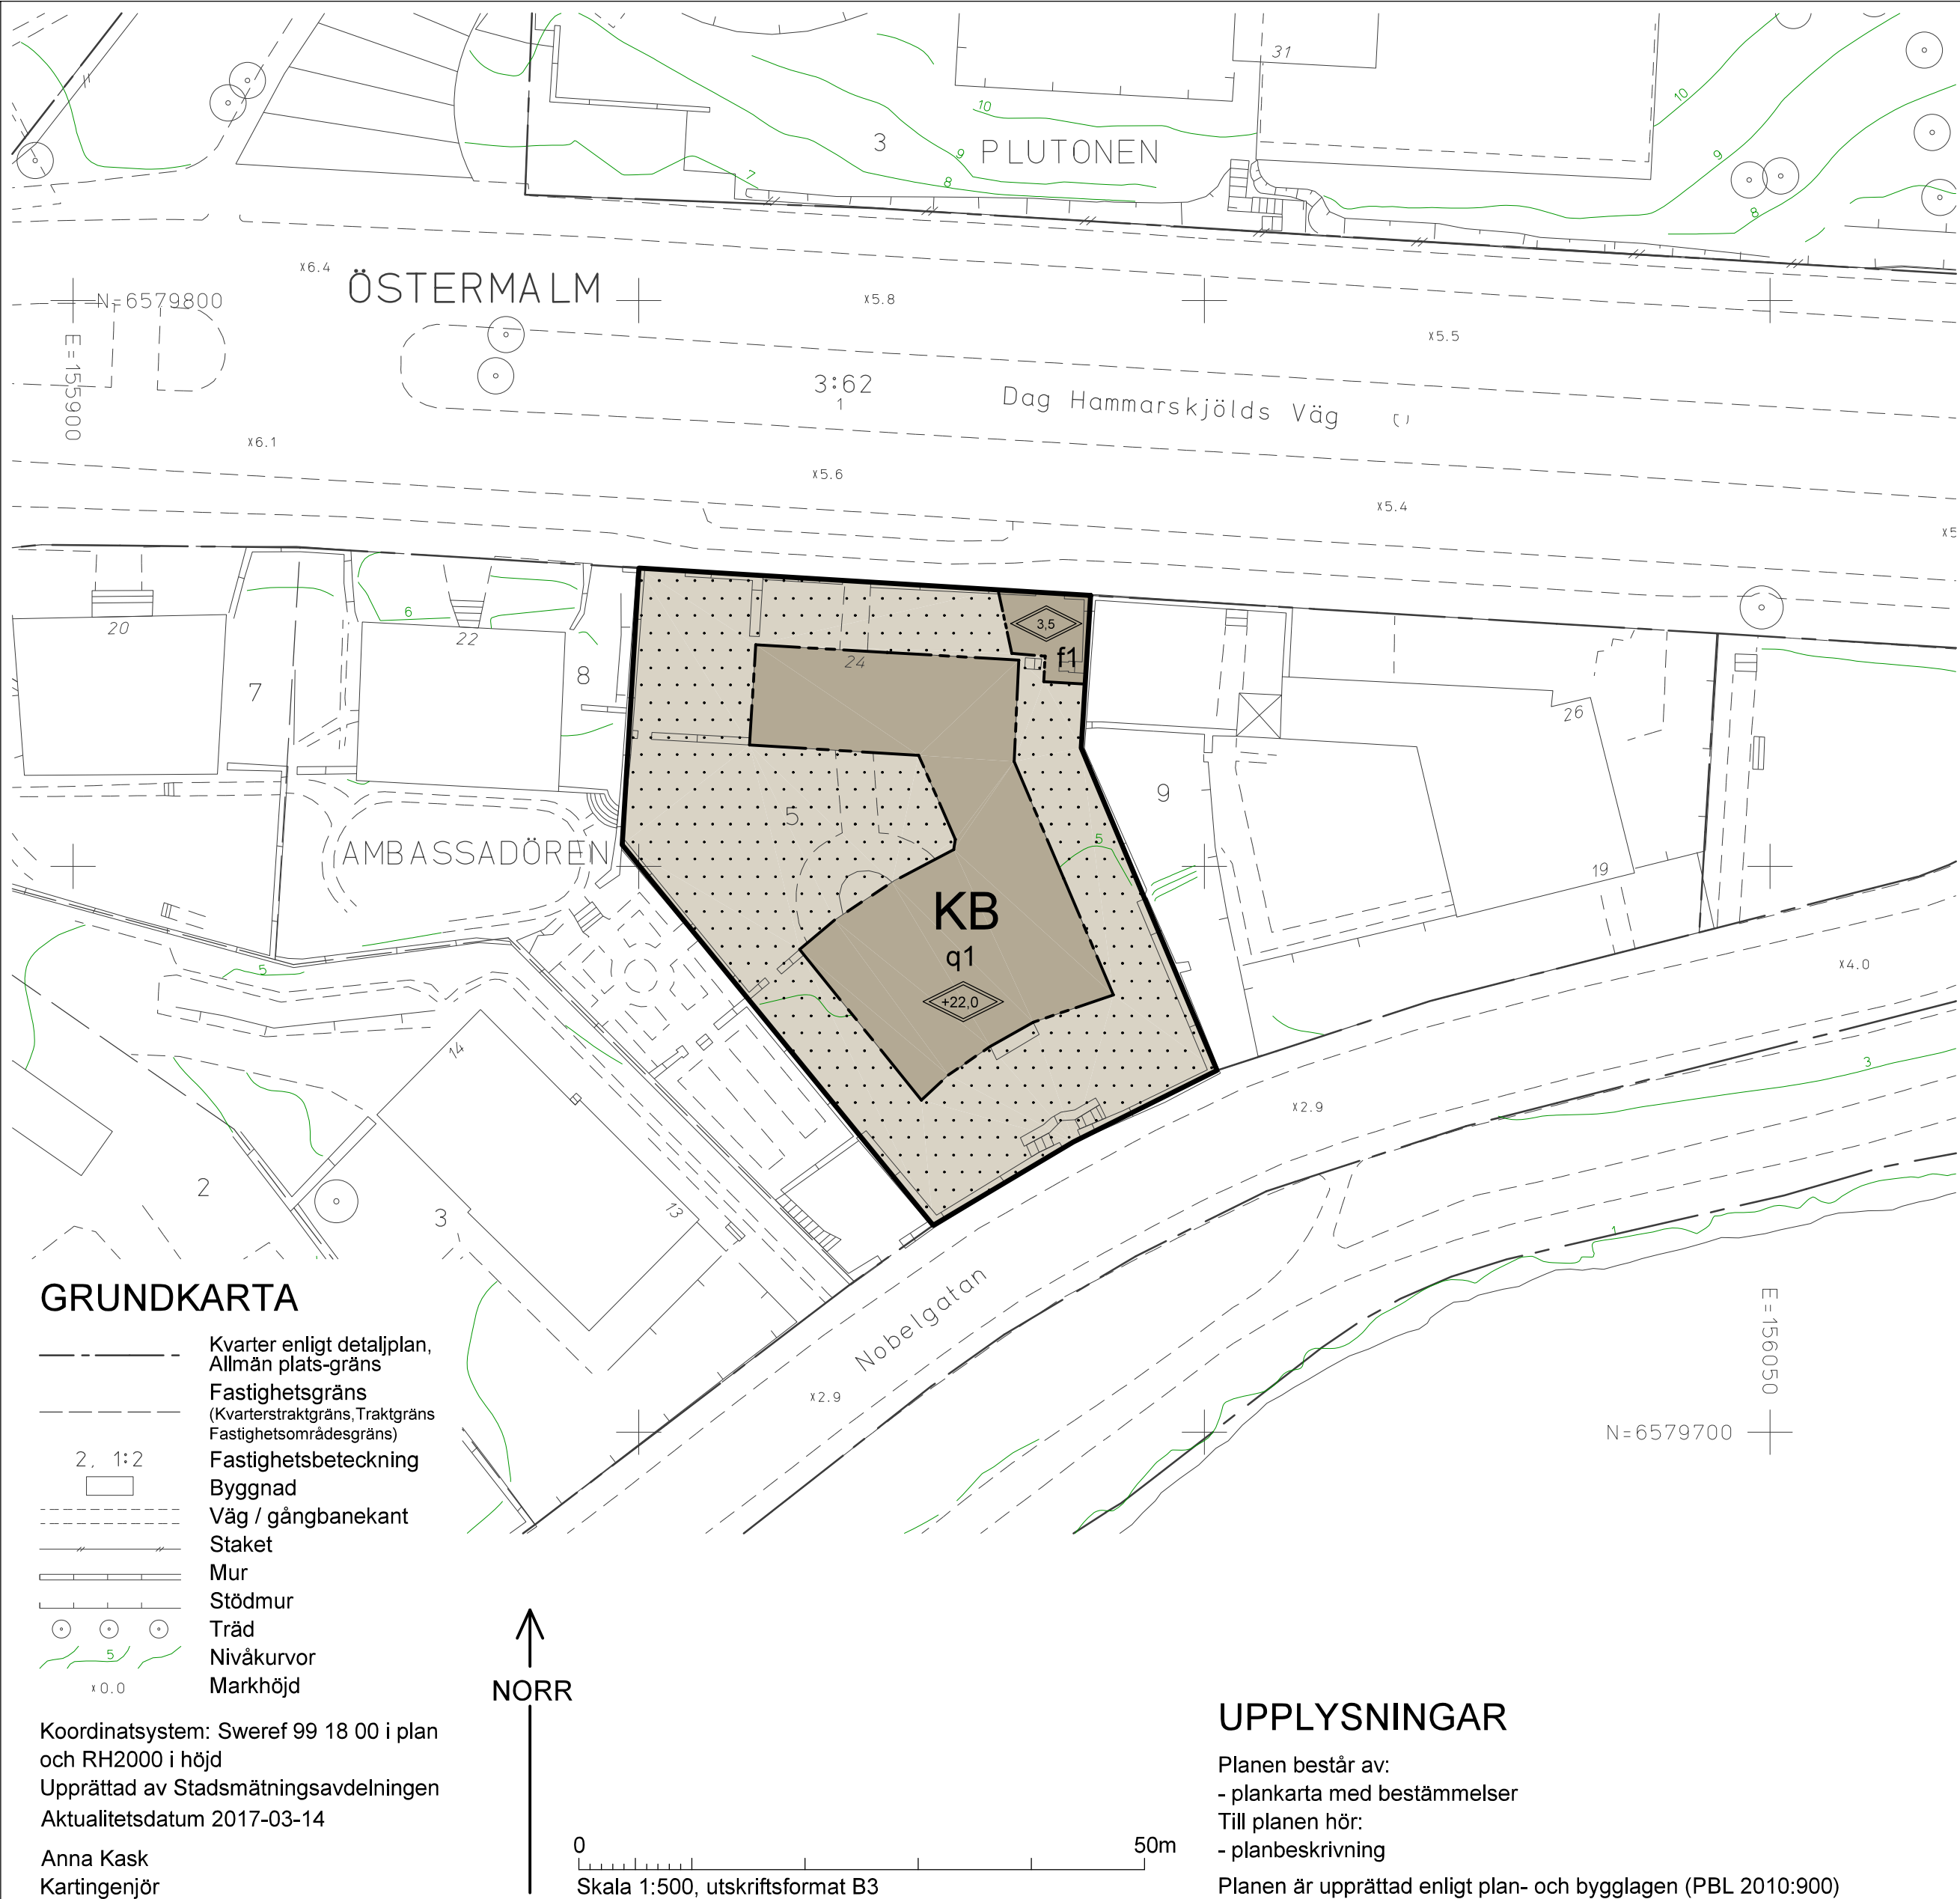 31
10
10
3
PLUTONEN
9
9
8
7
8
x6.4
ÖSTERMALM
N=6579800
x5.8
x5.5
E=155900
3:62
1
Dag Hammarskjölds Väg
x6.1
x5.6
x5.4
x5
6
20
22
3,5
24
f1
8
7
26
5
9
5
AMBASSADÖREN
19
KB
q1
5
+22,0
x4.0
14
3
x2.9
2
3
13
1
Nobelgatan
E=156050
x2.9
N=6579700
GRUNDKARTA
Kvarter enligt detaljplan,
Allmän plats-gräns
Fastighetsgräns
(Kvarterstraktgräns,Traktgräns
Fastighetsområdesgräns)
2, 1:2 Fastighetsbeteckning
Byggnad
Väg / gångbanekant
Staket
Mur
Stödmur
Träd
5 Nivåkurvor
x0.0 Markhöjd
Koordinatsystem: Sweref 99 18 00 i plan
och RH2000 i höjd
Upprättad av Stadsmätningsavdelningen
Aktualitetsdatum 2017-03-14
Anna Kask
Kartingenjör
NORR
0 50m
Skala 1:500, utskriftsformat B3
UPPLYSNINGAR
Planen består av:
- plankarta med bestämmelser
Till planen hör:
- planbeskrivning
Planen är upprättad enligt plan- och bygglagen (PBL 2010:900)